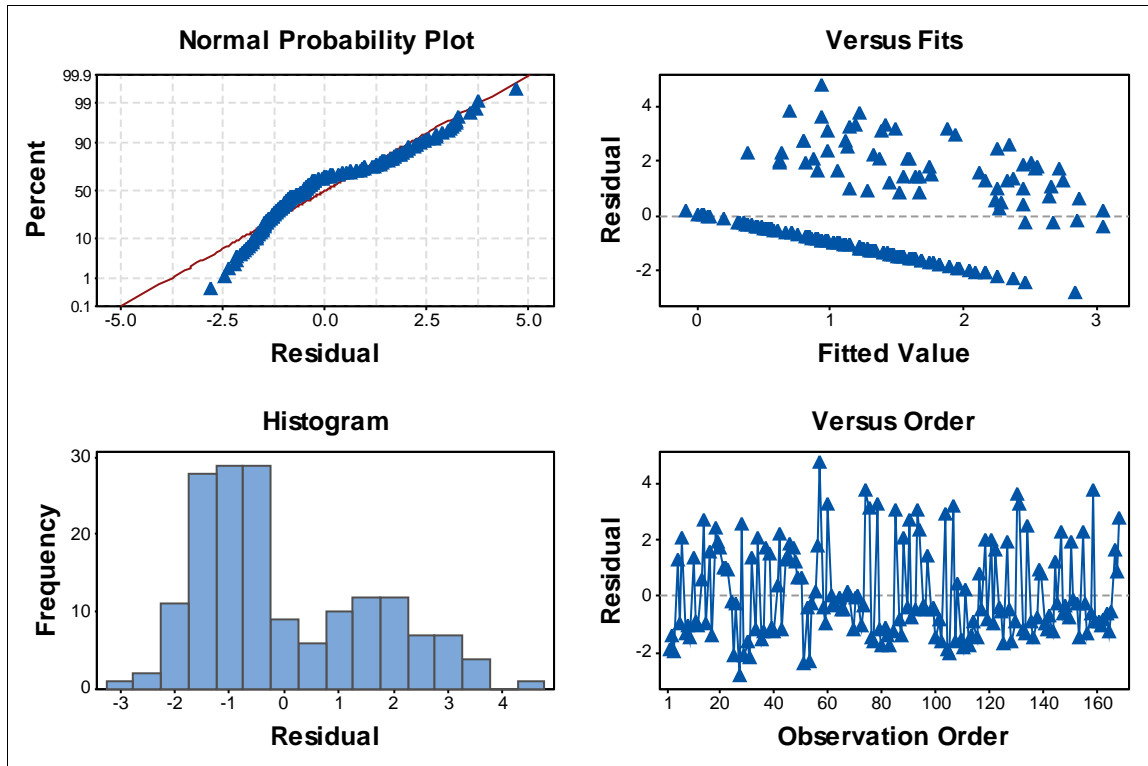 Normal Probability Plot
99.9
99
90
50
10
1
0.1
Percent
-5.0 -2.5 0.0 2.5 5.0
Residual
Versus Fits
4
2
0
-2
Residual
0 1 2 3
Fitted Value
Histogram
30
20
10
0
Frequency
-3 -2 -1 0 1 2 3 4
Residual
Versus Order
4
2
0
-2
Residual
1 20 40 60 80 100 120 140 160
Observation Order